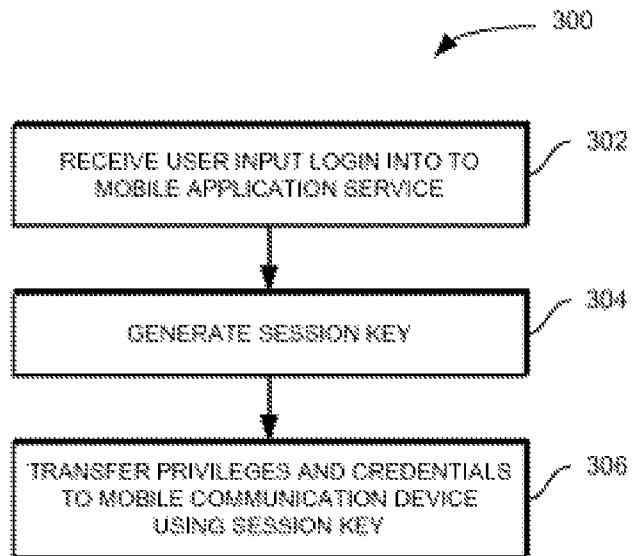 300
RECEIVE USER INPUT LOGIN INTO TO
MOBILE APPLICATION SERVICE
302
GENERATE SESSION KEY
304
TRANSFER PRIVILEGES AND CREDENTIALS
TO MOBILE COMMUNICATION DEVICE
USING SESSION KEY
306